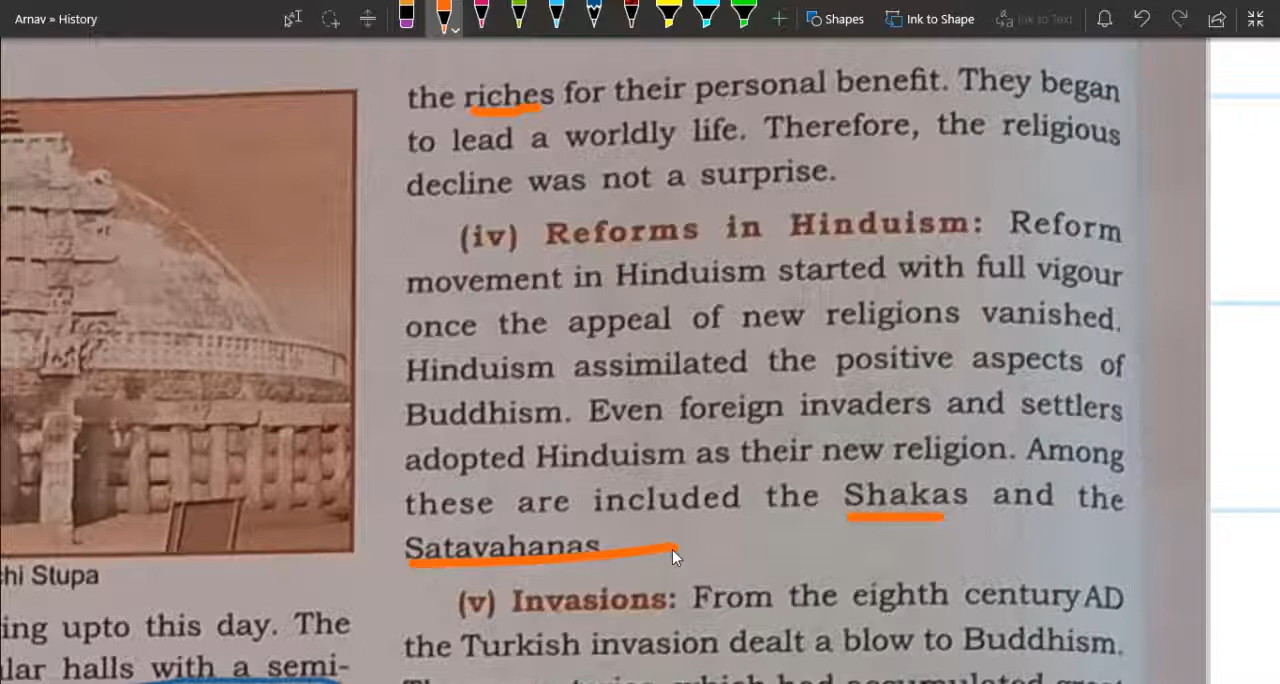 Arnav » History
Shapes
Ink to Shape
Ink to Text
the riches for their personal benefit. They began
to lead a worldly life. Therefore, the religious
decline was not a surprise.
(iv) Reforms in Hinduism: Reform
movement in Hinduism started with full vigour
once the appeal of new religions vanished.
Hinduism assimilated the positive aspects of
Buddhism. Even foreign invaders and settlers
adopted Hinduism as their new religion. Among
these are included the Shakas and the
Satavahanas
(v) Invasions: From the eighth century AD
the Turkish invasion dealt a blow to Buddhism.
which had accumulated great
chi Stupa
ing upto this day. The
lar halls with a semi-